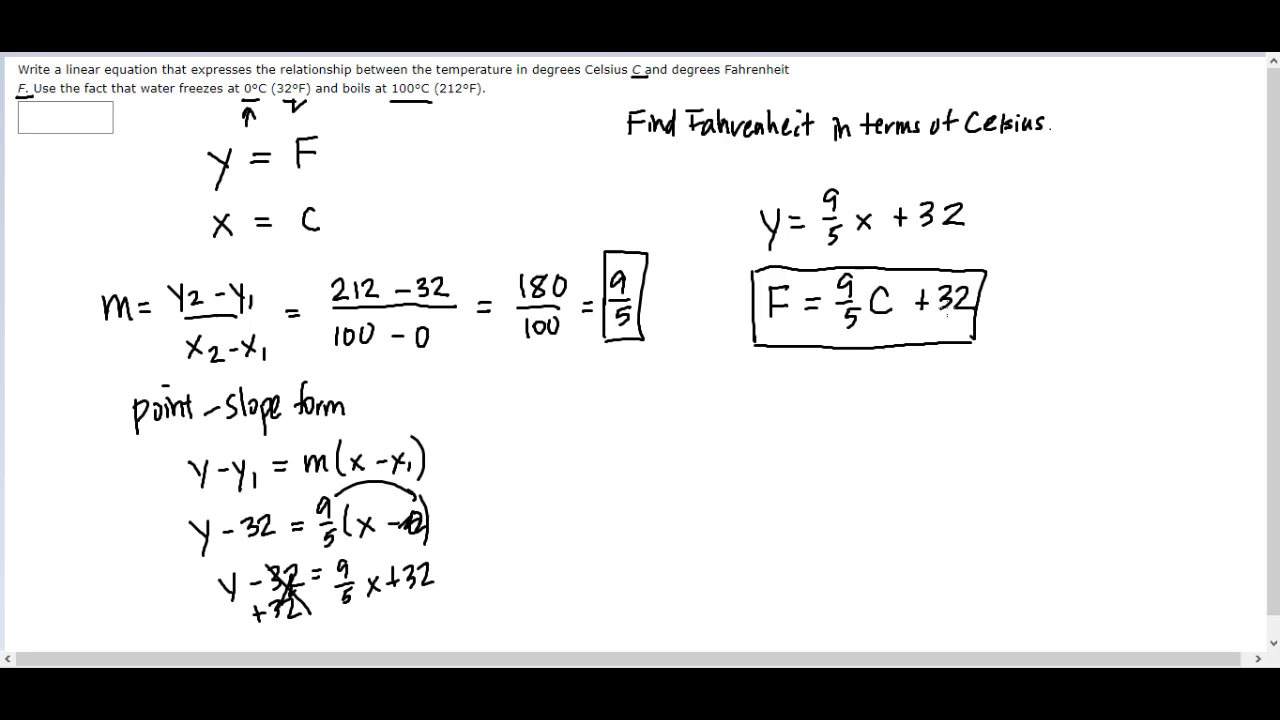 Write a linear equation that expresses the relationship between the temperature in degrees Celsius C and degrees Fahrenheit
F. Use the fact that water freezes at 0°C (32°F) and boils at 100°C (212°F).
Find Fahrenheit in terms of Celsius.
y = F
x = C
m = y2 - y1 / x2 - x1 = 212 - 32 / 100 - 0 = 180 / 100 = 9/5
point - slope form
y - y1 = m(x - x1)
y - 32 = 9/5 (x - 0)
y - 32 = 9/5 x + 32
+32
y = 9/5 x + 32
F = 9/5 C + 32